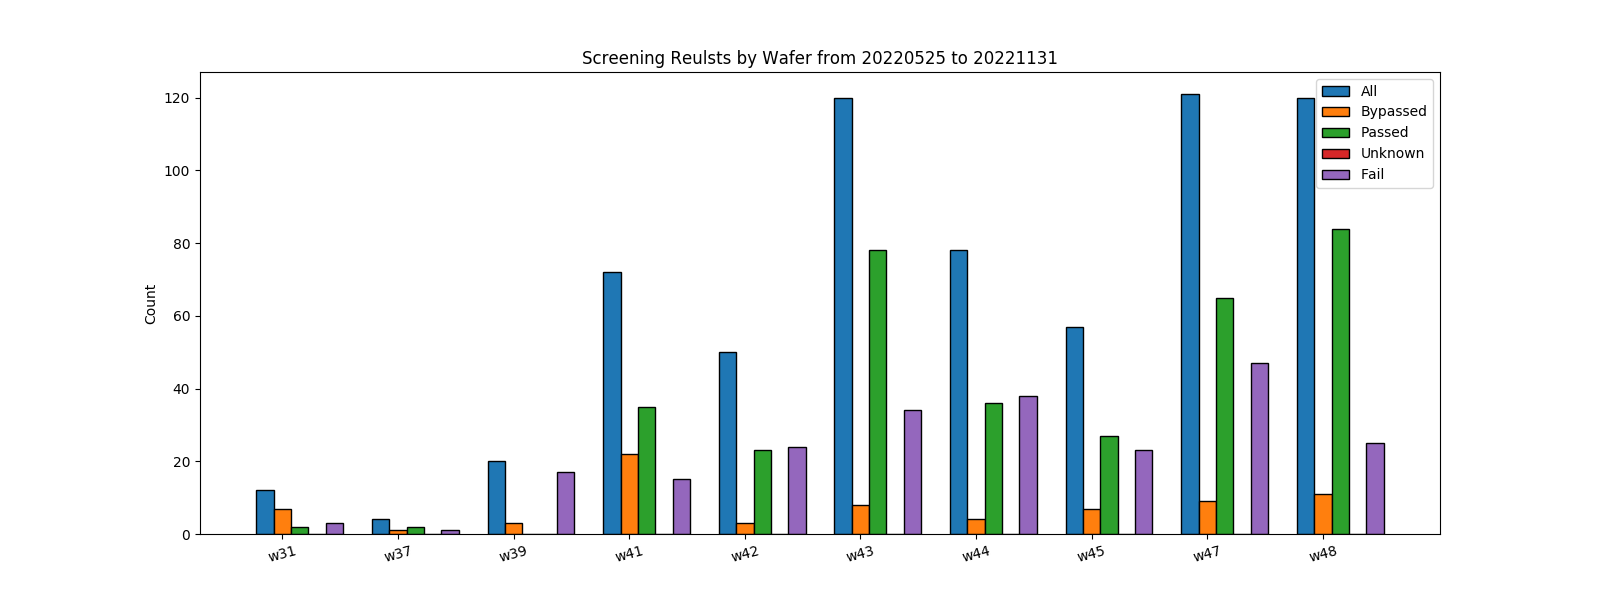 Screening Reulsts by Wafer from 20220525 to 20221131
120
100
80
60
40
20
0
Count
All
Bypassed
Passed
Unknown
Fail
w31 w37 w39 w41 w42 w43 w44 w45 w47 w48